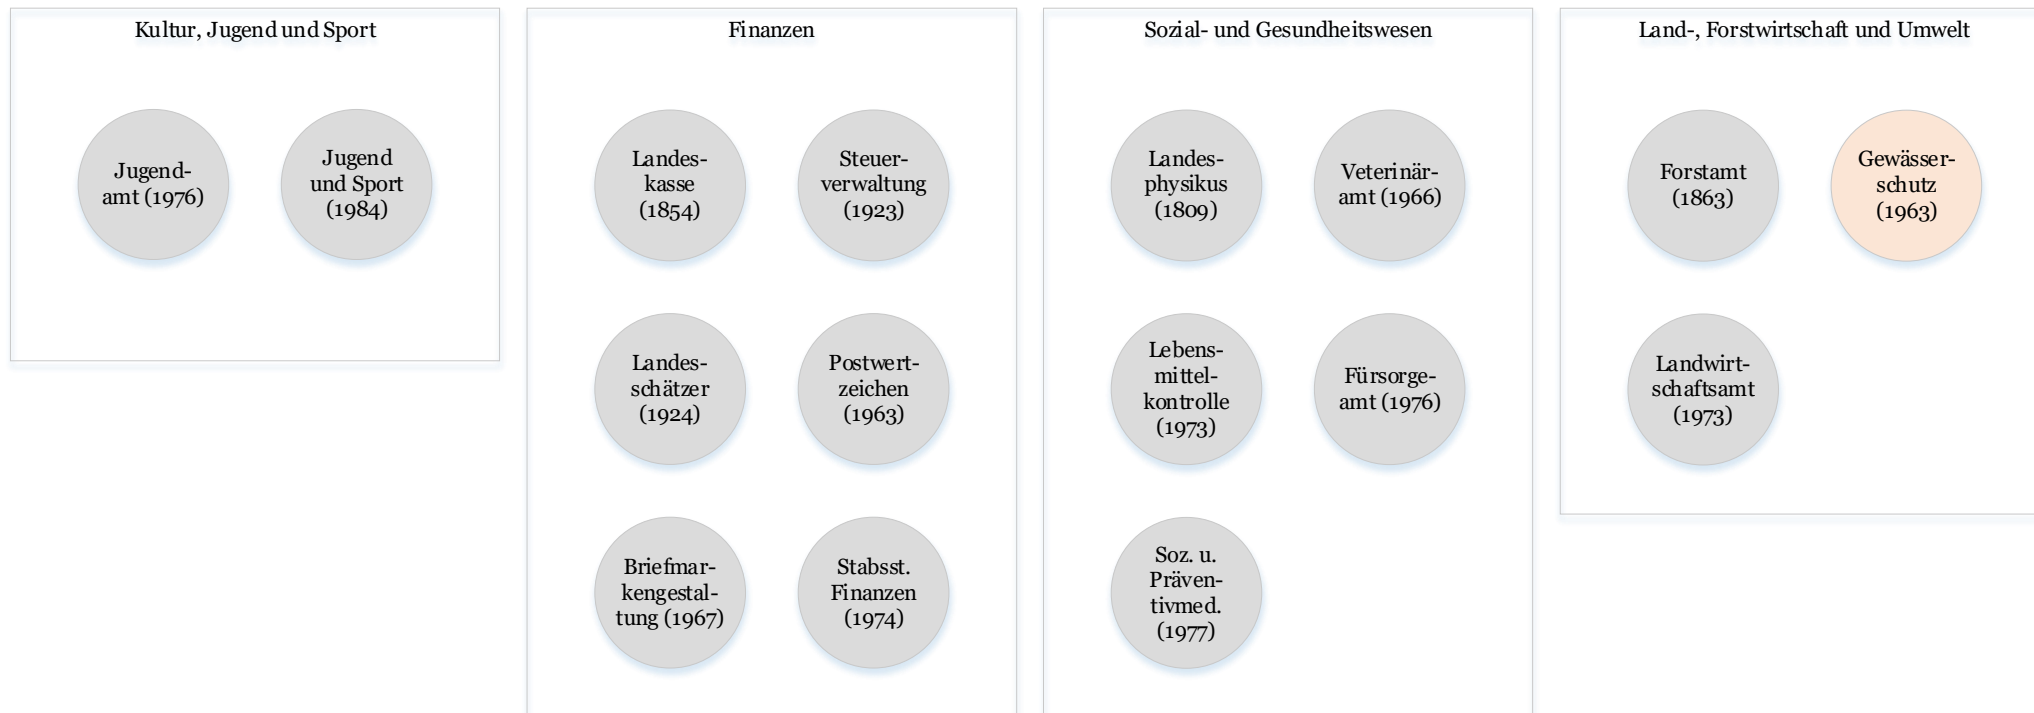 Kultur, Jugend und Sport
Jugend-
amt (1976)
Jugend
und Sport
(1984)
Finanzen
Landes-
kasse
(1854)
Steuer-
verwaltung
(1923)
Landes-
schätzer
(1924)
Postwert-
zeichen
(1963)
Briefmar-
kengestal-
tung (1967)
Stabsst.
Finanzen
(1974)
Sozial- und Gesundheitswesen
Landes-
physikus
(1809)
Veterinär-
amt (1966)
Lebens-
mittel-
kontrolle
(1973)
Fürsorge-
amt (1976)
Soz. u.
Präven-
tivmed.
(1977)
Land-, Forstwirtschaft und Umwelt
Forstamt
(1863)
Gewässer-
schutz
(1963)
Landwirt-
schaftsamt
(1973)